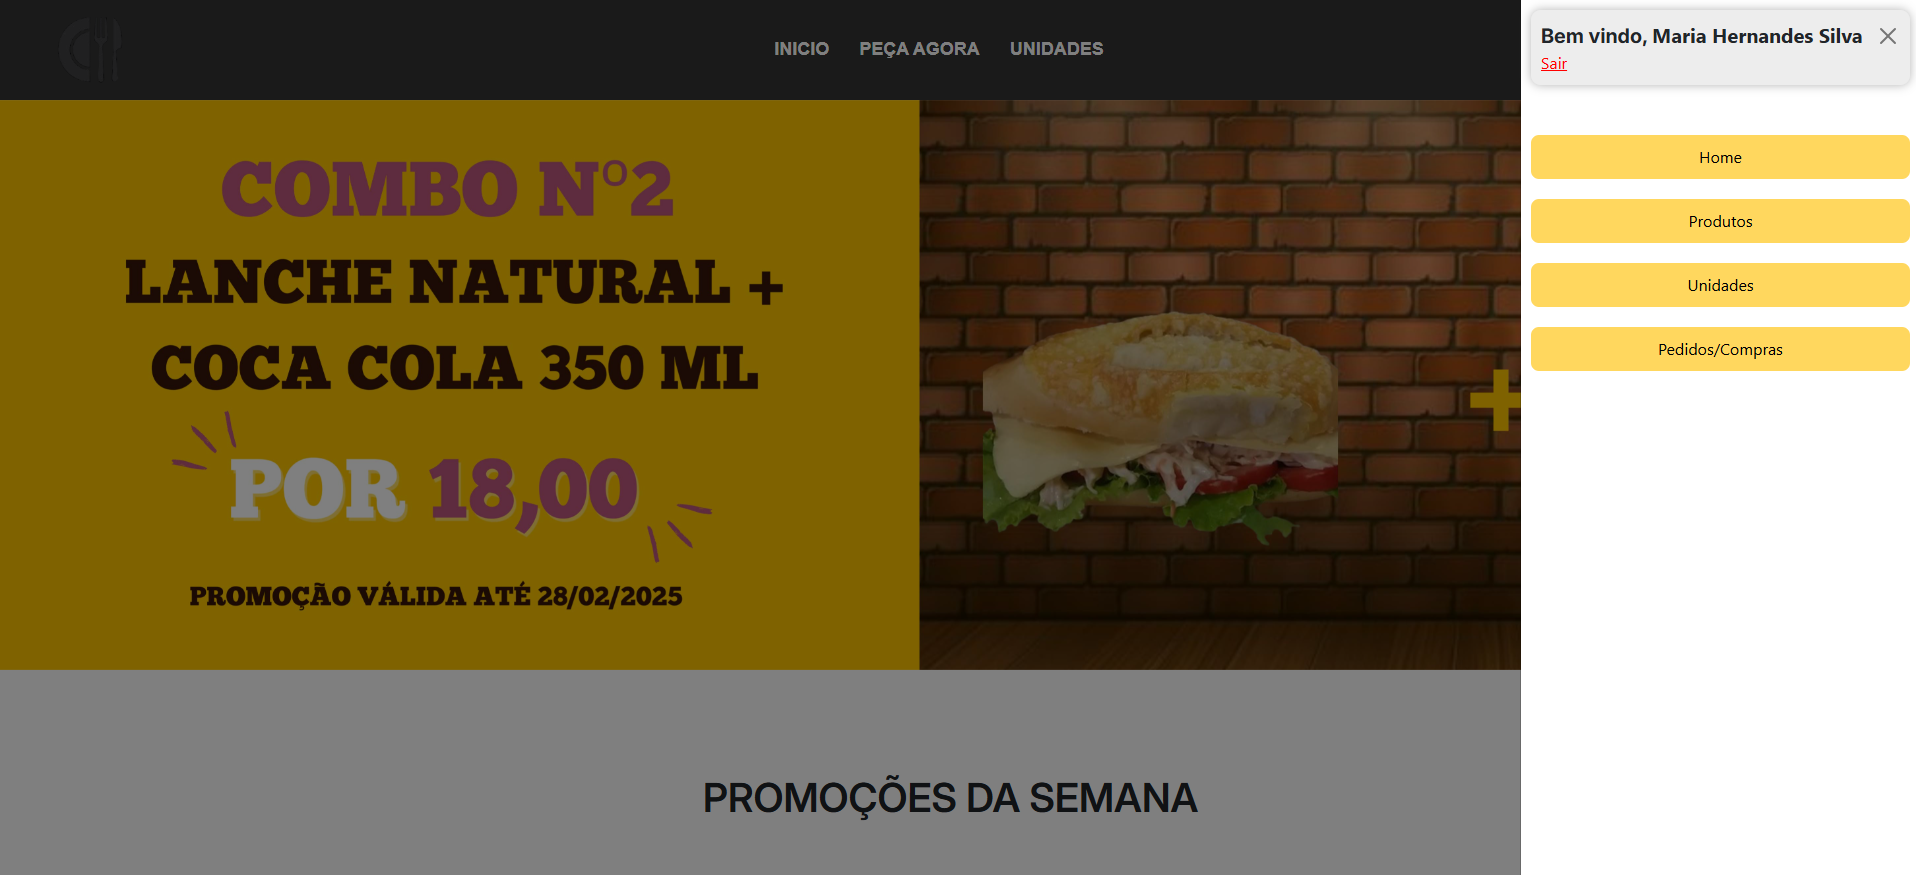 INICIO PEÇA AGORA UNIDADES
COMBO Nº2
LANCHE NATURAL +
COCA COLA 350 ML
POR 18,00
PROMOÇÃO VÁLIDA ATÉ 28/02/2025
+
PROMOÇÕES DA SEMANA
Bem vindo, Maria Hernandes Silva
Sair
Home
Produtos
Unidades
Pedidos/Compras